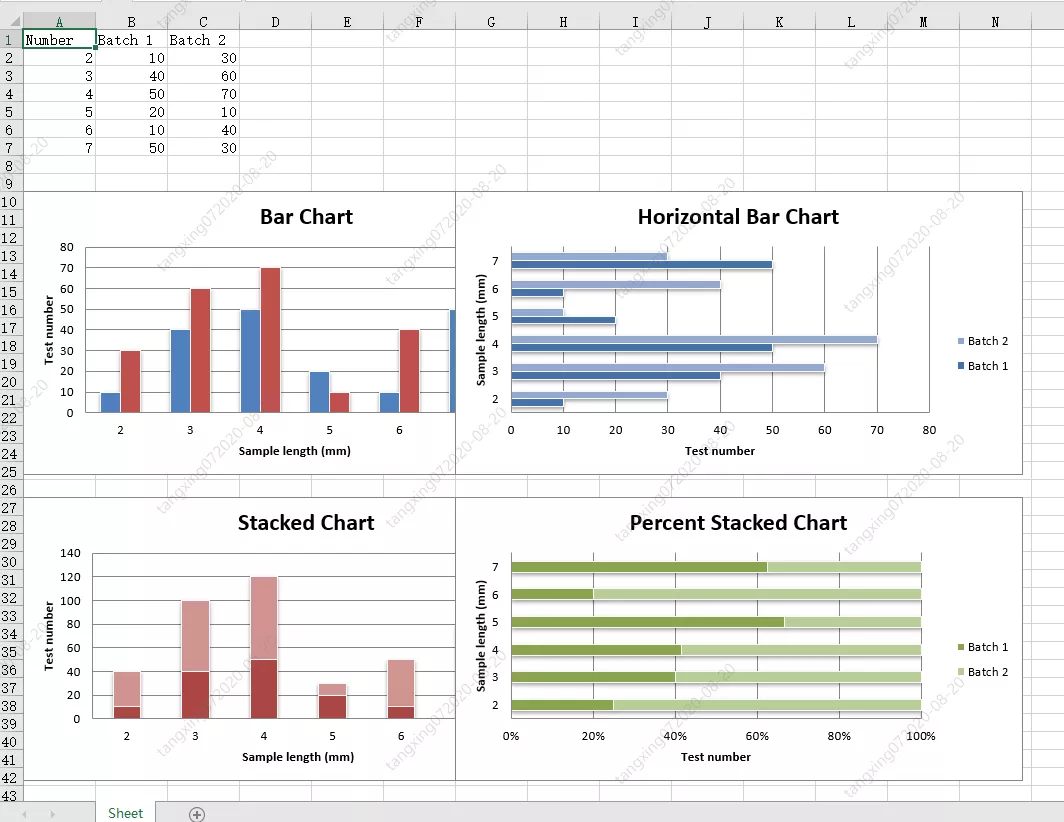 A B C D E F G H I J K L M N
1 Number Batch 1 Batch 2
2 2 10 30
3 3 40 60
4 4 50 70
5 5 20 10
6 6 10 40
7 7 50 30
8
9
10
11
12
13
14
15
16
17
18
19
20
21
22
23
24
25
26
27
28
29
30
31
32
33
34
35
36
37
38
39
40
41
42
43
Bar Chart
80
70
60
50
40
30
20
10
0
Test number
2 3 4 5 6
Sample length (mm)
Horizontal Bar Chart
Sample length (mm)
7
6
5
4
3
2
0 10 20 30 40 50 60 70 80
Test number
Batch 2
Batch 1
Stacked Chart
140
120
100
80
60
40
20
0
Test number
2 3 4 5 6
Sample length (mm)
Percent Stacked Chart
Sample length (mm)
7
6
5
4
3
2
0% 20% 40% 60% 80% 100%
Test number
Batch 1
Batch 2
Sheet
tangxing072020-08-20